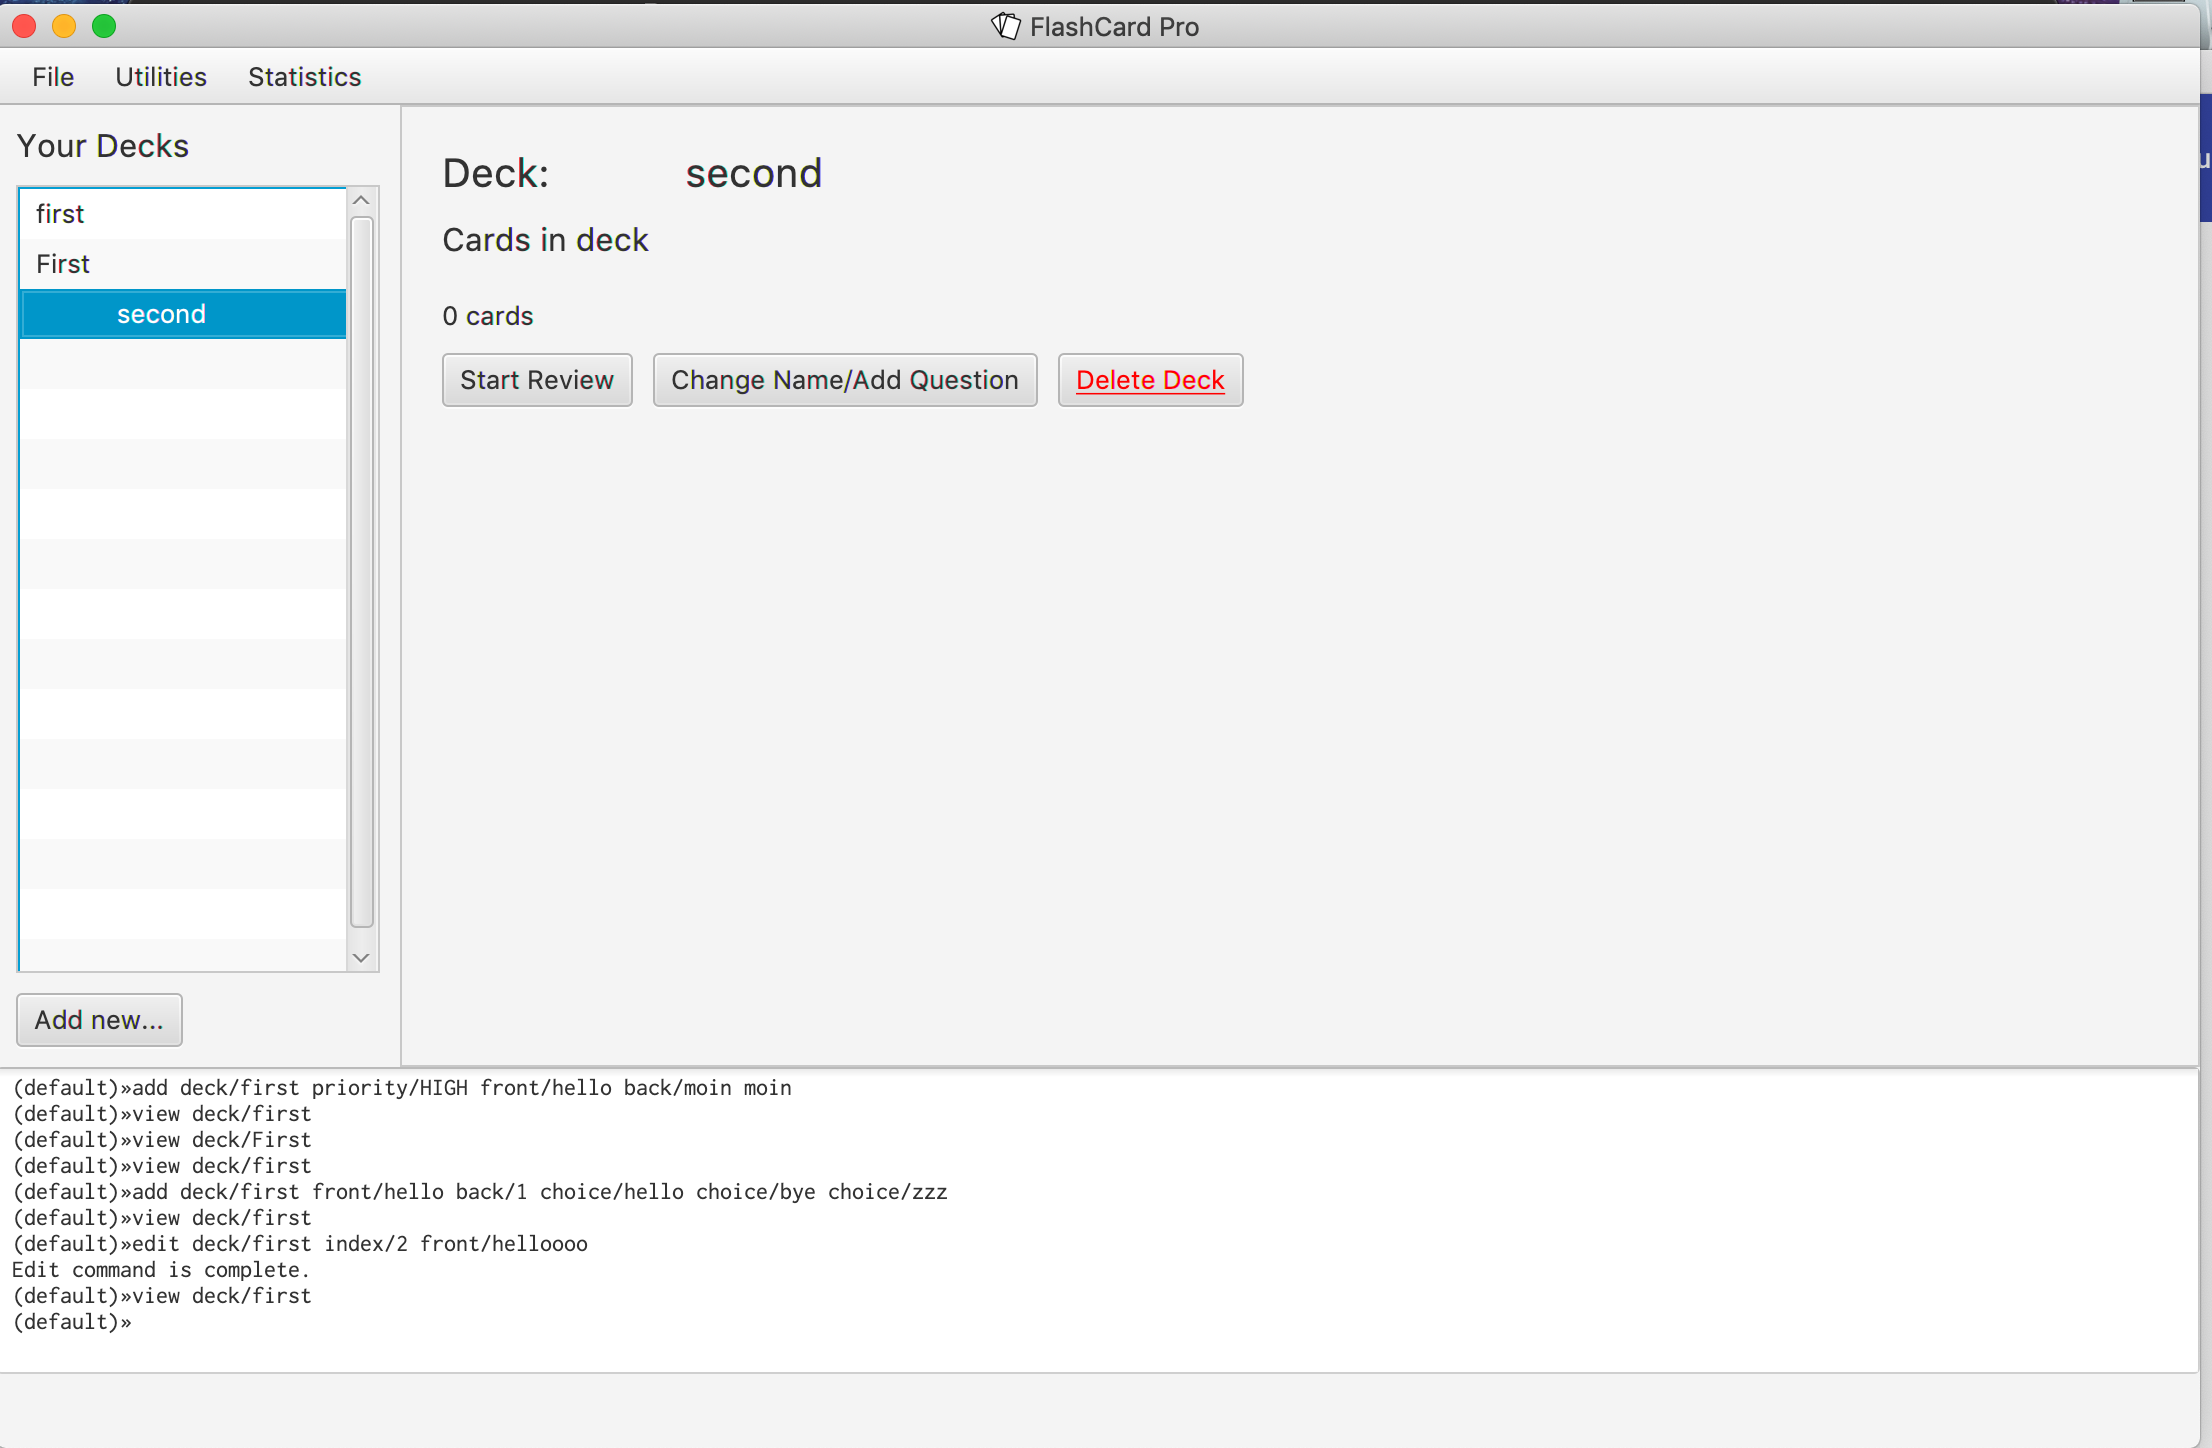 FlashCard Pro
File Utilities Statistics
Your Decks
first
First
second
Add new...
Deck: second
Cards in deck
0 cards
Start Review Change Name/Add Question Delete Deck
(default)»add deck/first priority/HIGH front/hello back/moin moin
(default)»view deck/first
(default)»view deck/First
(default)»view deck/first
(default)»add deck/first front/hello back/1 choice/hello choice/bye choice/zzz
(default)»view deck/first
(default)»edit deck/first index/2 front/helloooo
Edit command is complete.
(default)»view deck/first
(default)»